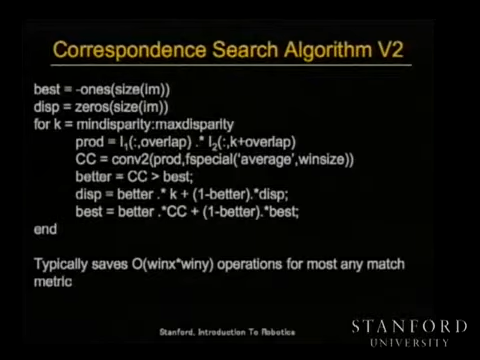 Correspondence Search Algorithm V2
best = -ones(size(im))
disp = zeros(size(im))
for k = mindisparity:maxdisparity
prod = I₁(:,overlap) .* I₂(:,k+overlap)
CC = conv2(prod,fspecial('average',winsize))
better = CC > best;
disp = better .* k + (1-better).*disp;
best = better .*CC + (1-better).*best;
end
Typically saves O(winx*winy) operations for most any match
metric
Stanford, Introduction To Robotics
STANFORD
UNIVERSITY